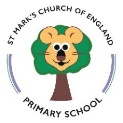 ST MARK'S CHURCH OF ENGLAND
PRIMARY SCHOOL